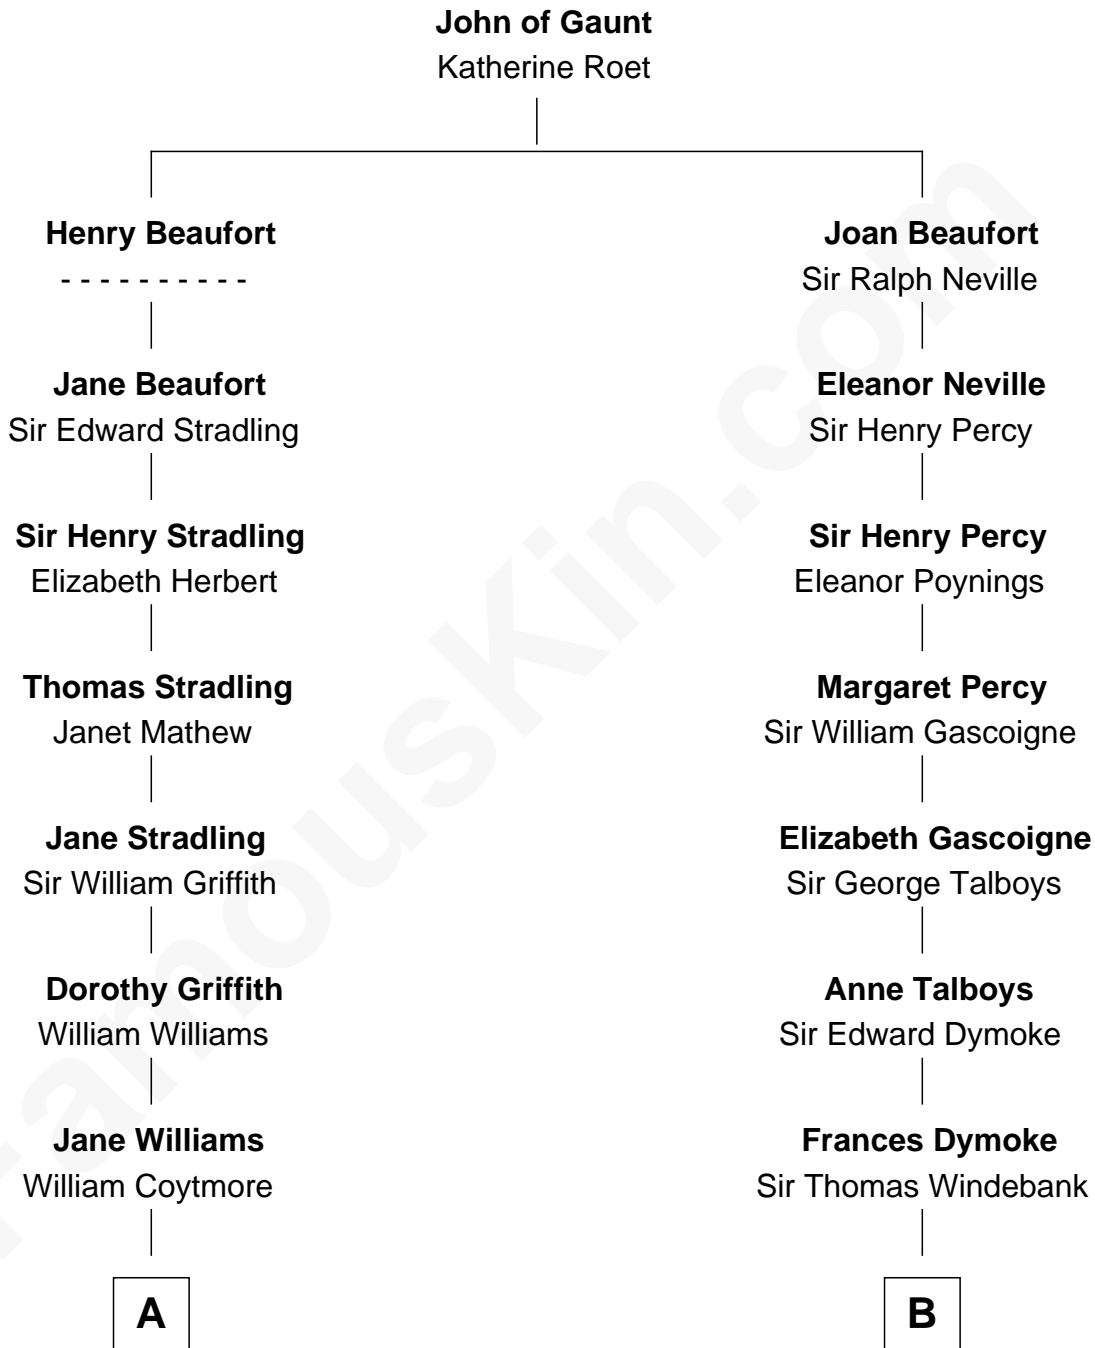 John of Gaunt
Katherine Roet
Henry Beaufort
- - - - - - - - - -
Jane Beaufort
Sir Edward Stradling
Sir Henry Stradling
Elizabeth Herbert
Thomas Stradling
Janet Mathew
Jane Stradling
Sir William Griffith
Dorothy Griffith
William Williams
Jane Williams
William Coytmore
A
Joan Beaufort
Sir Ralph Neville
Eleanor Neville
Sir Henry Percy
Sir Henry Percy
Eleanor Poynings
Margaret Percy
Sir William Gascoigne
Elizabeth Gascoigne
Sir George Talboys
Anne Talboys
Sir Edward Dymoke
Frances Dymoke
Sir Thomas Windebank
B
FamousKin.com